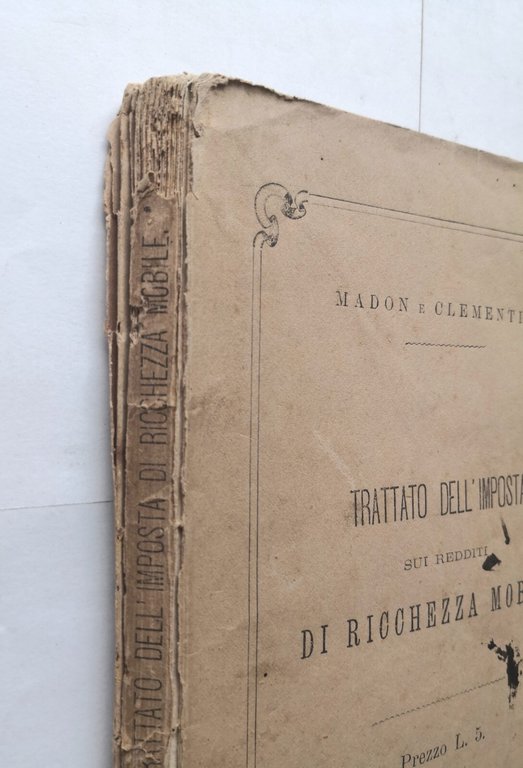 TRATTATO DELL'IMPOSTA DI RICCHEZZA MOBILE.
MADON E CLEMENTI
TRATTATO DELL'IMPOSTA
SUI REDDITI
DI RICCHEZZA MOB
Prezzo L. 5.